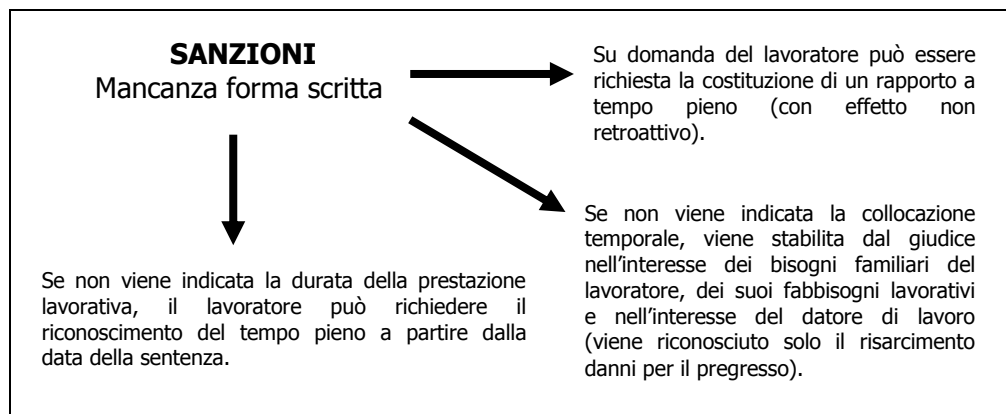 SANZIONI
Mancanza forma scritta
Su domanda del lavoratore può essere
richiesta la costituzione di un rapporto a
tempo pieno (con effetto non
retroattivo).
Se non viene indicata la collocazione
temporale, viene stabilita dal giudice
nell'interesse dei bisogni familiari del
lavoratore, dei suoi fabbisogni lavorativi
e nell'interesse del datore di lavoro
(viene riconosciuto solo il risarcimento
danni per il pregresso).
Se non viene indicata la durata della prestazione
lavorativa, il lavoratore può richiedere il
riconoscimento del tempo pieno a partire dalla
data della sentenza.